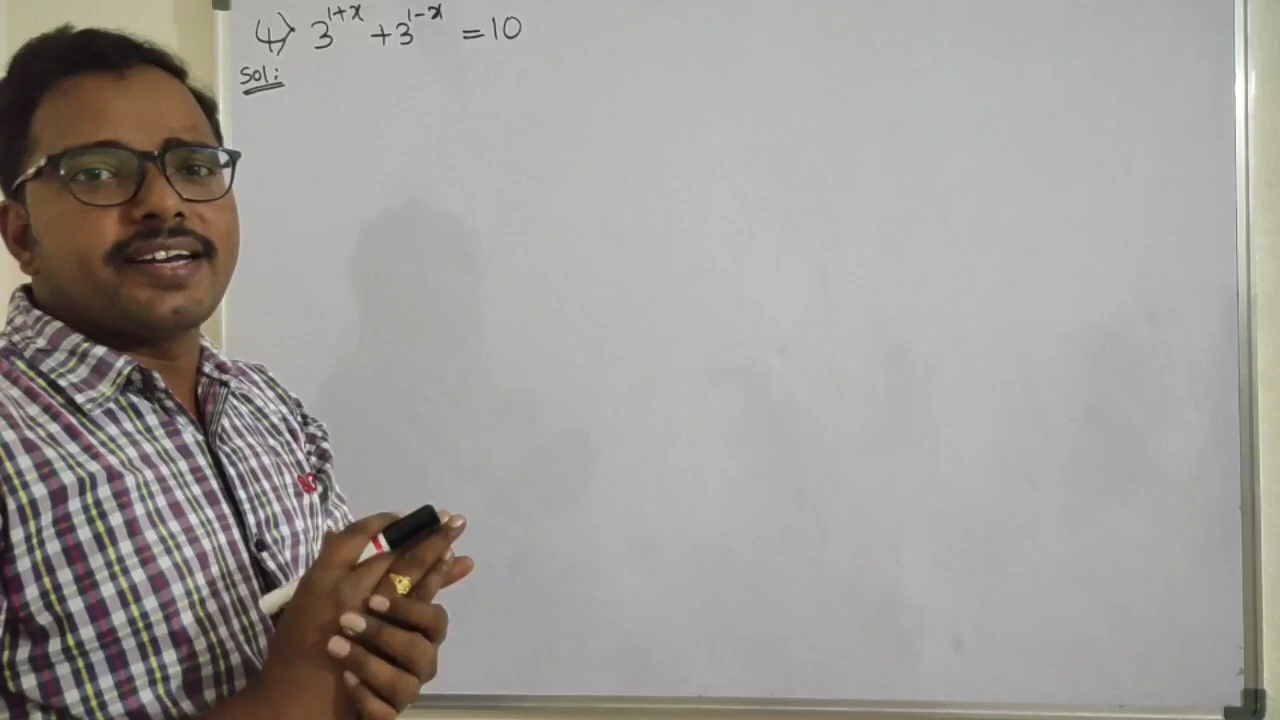 4) 3^{1+x} + 3^{1-x} = 10
Sol: